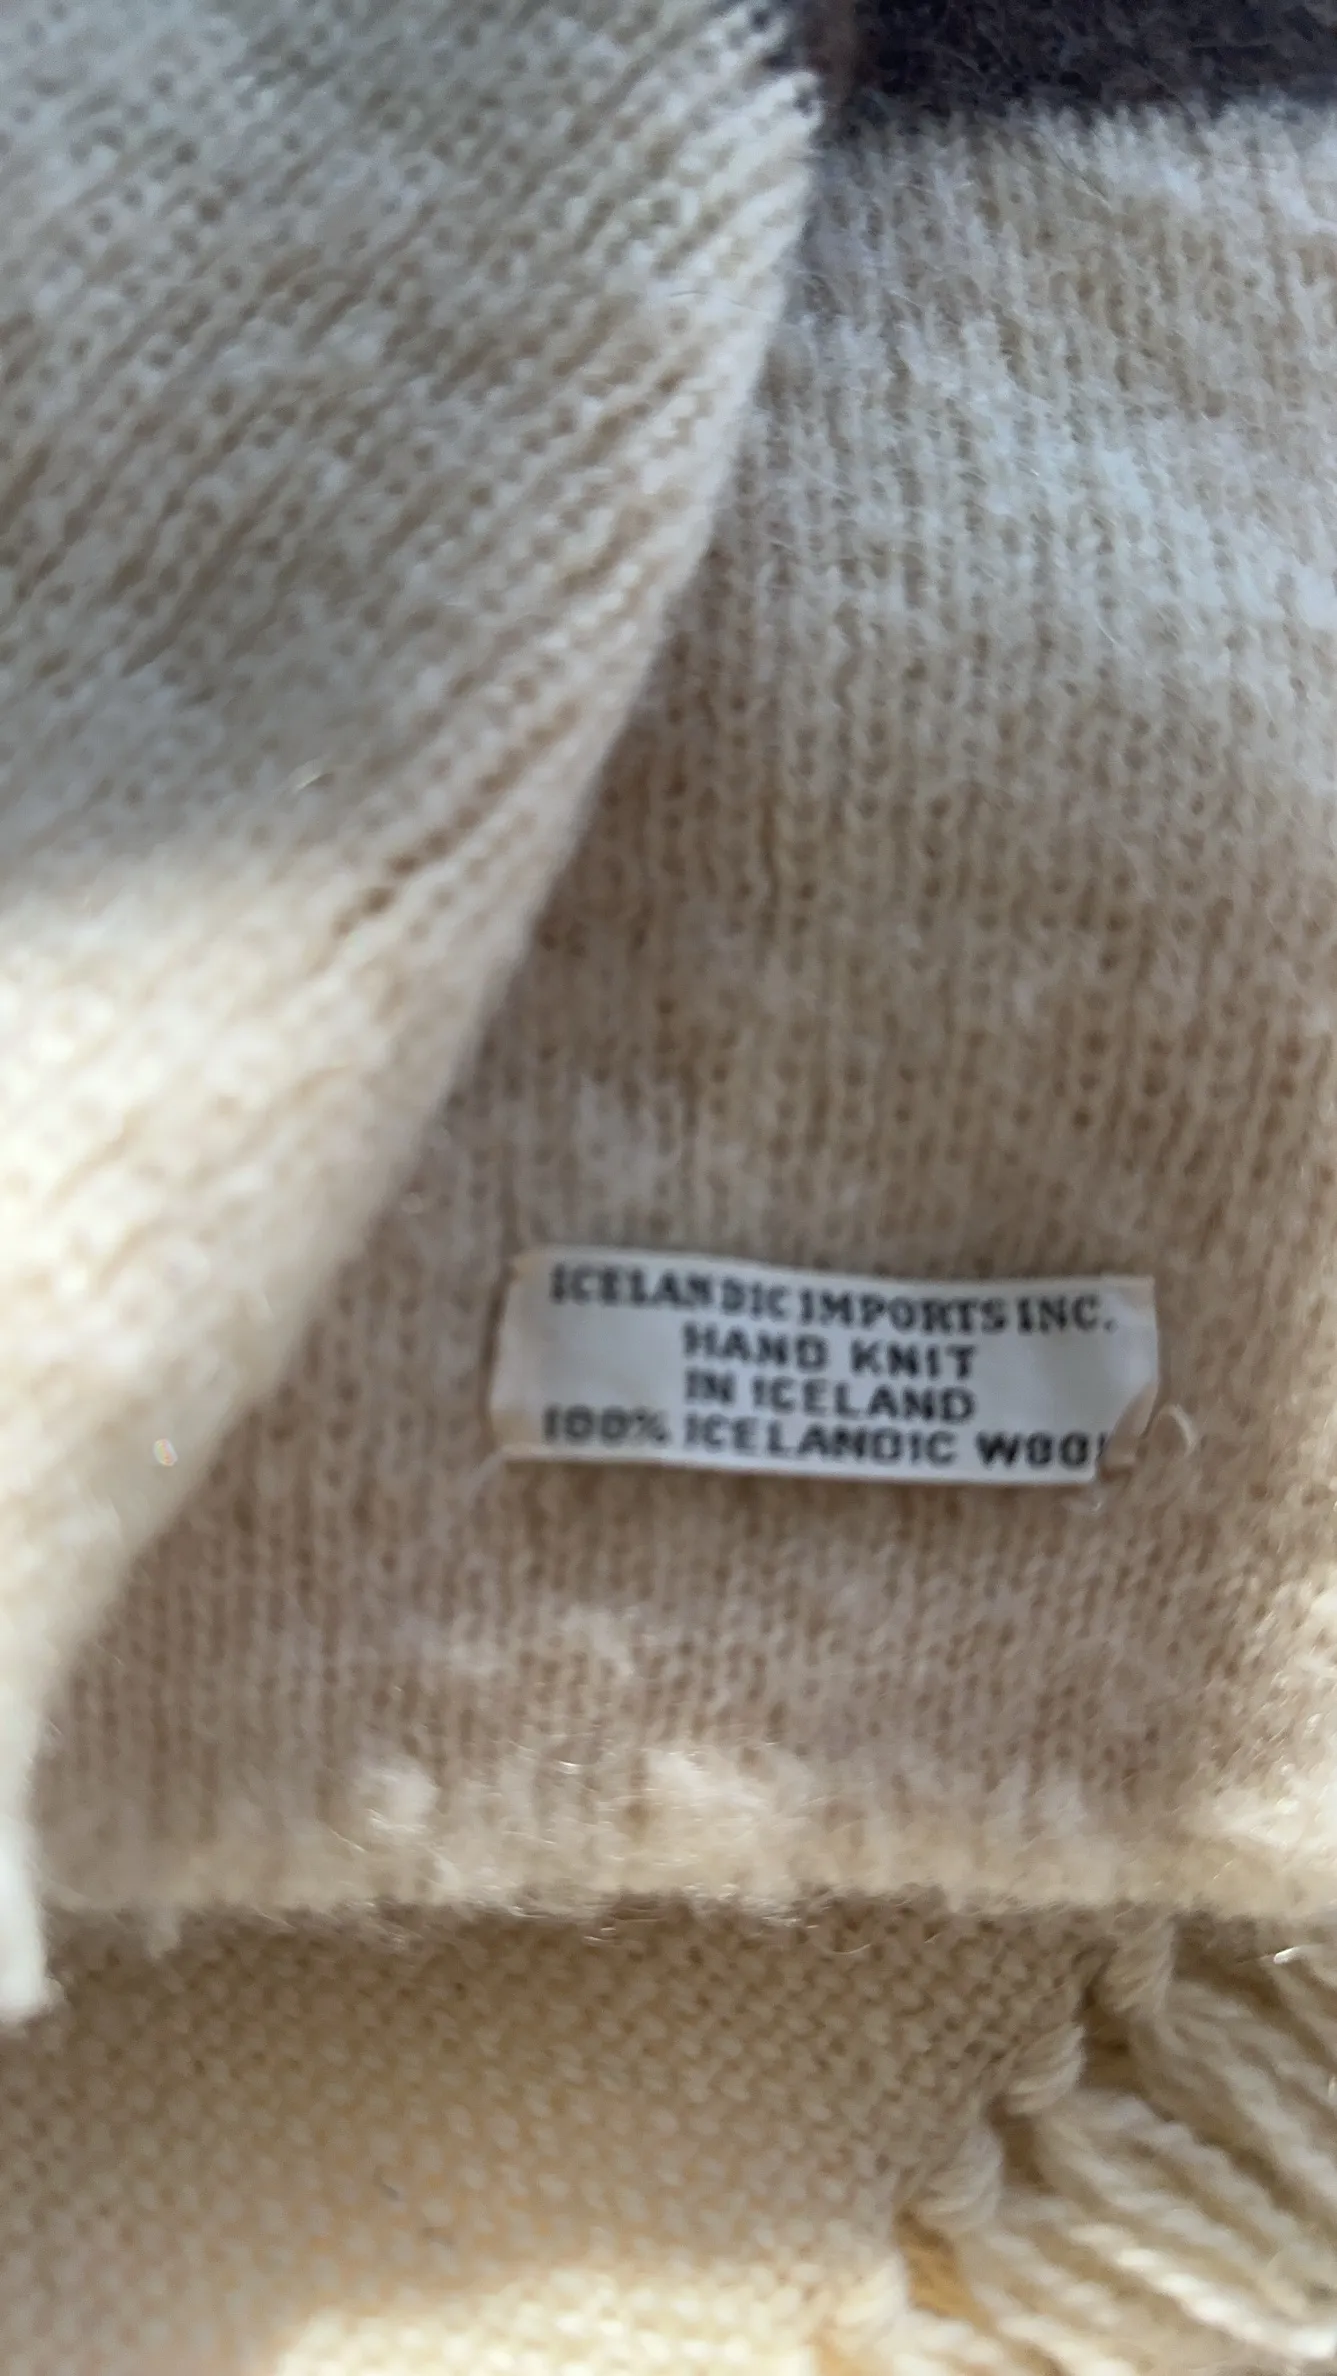 ICELANDIC IMPORTS INC.
HAND KNIT
IN ICELAND
100% ICELANDIC WOOL